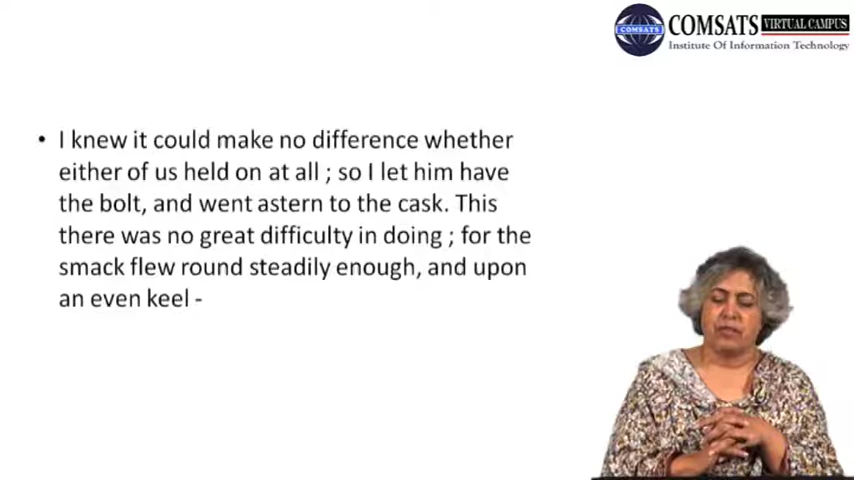 COMSATS VIRTUAL CAMPUS
Institute Of Information Technology
COMSATS
• I knew it could make no difference whether
either of us held on at all ; so I let him have
the bolt, and went astern to the cask. This
there was no great difficulty in doing ; for the
smack flew round steadily enough, and upon
an even keel -